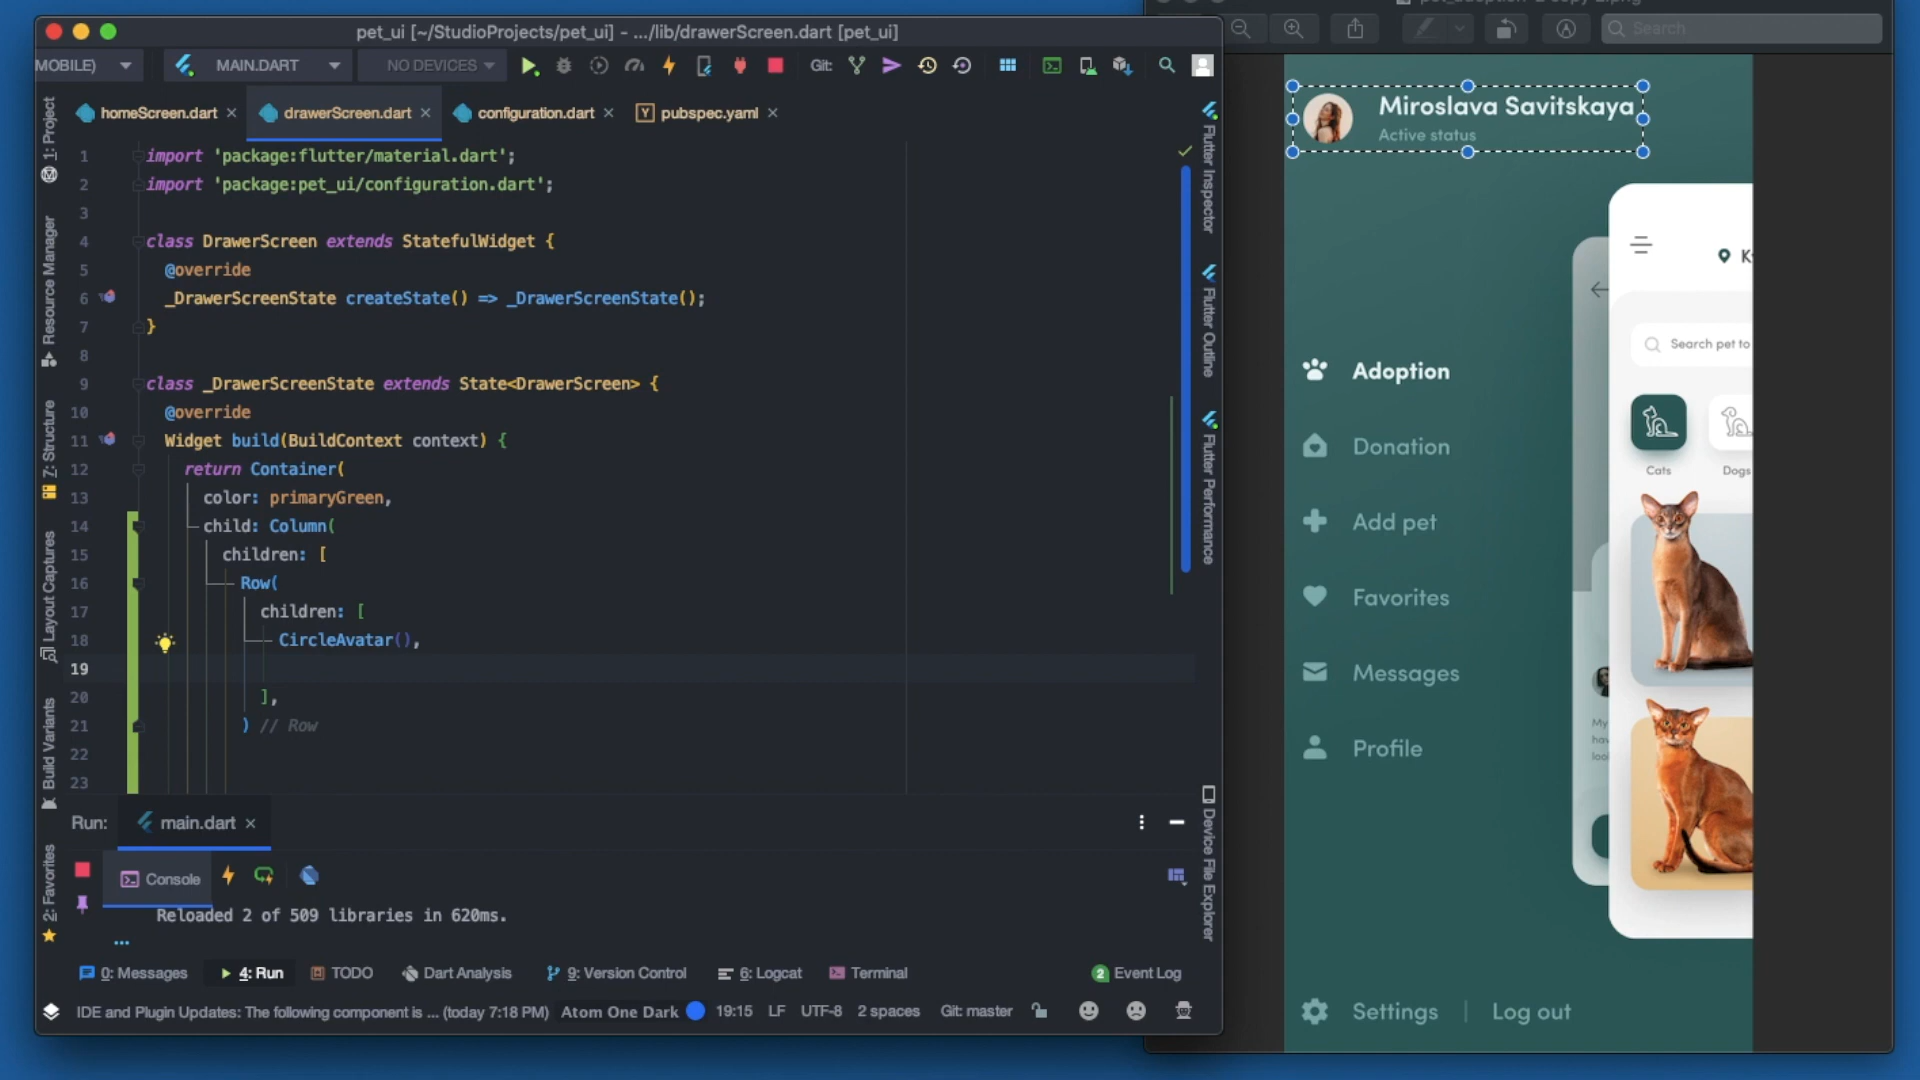 pet_ui [~/StudioProjects/pet_ui] - .../lib/drawerScreen.dart [pet_ui]
MOBILE)
MAIN.DART
NO DEVICES
Git:
homeScreen.dart
drawerScreen.dart
configuration.dart
pubspec.yaml
1: Project
Resource Manager
7: Structure
Layout Captures
Build Variants
2: Favorites
1 import 'package:flutter/material.dart';
2 import 'package:pet_ui/configuration.dart';
3
4 class DrawerScreen extends StatefulWidget {
5 @override
6 _DrawerScreenState createState() => _DrawerScreenState();
7 }
8
9 class _DrawerScreenState extends State<DrawerScreen> {
10 @override
11 Widget build(BuildContext context) {
12 return Container(
13 color: primaryGreen,
14 child: Column(
15 children: [
16 Row(
17 children: [
18 CircleAvatar(),
19
20 ],
21 ) // Row
22
23
Flutter Inspector
Flutter Outline
Flutter Performance
Device File Explorer
Run:
main.dart
Console
Reloaded 2 of 509 libraries in 620ms.
0: Messages
4: Run
TODO
Dart Analysis
9: Version Control
6: Logcat
Terminal
2 Event Log
IDE and Plugin Updates: The following component is ... (today 7:18 PM)
Atom One Dark
19:15
LF
UTF-8
2 spaces
Git: master
Search
Miroslava Savitskaya
Active status
Search pet to
Cats
Dogs
Adoption
Donation
Add pet
Favorites
Messages
Profile
My
Settings | Log out